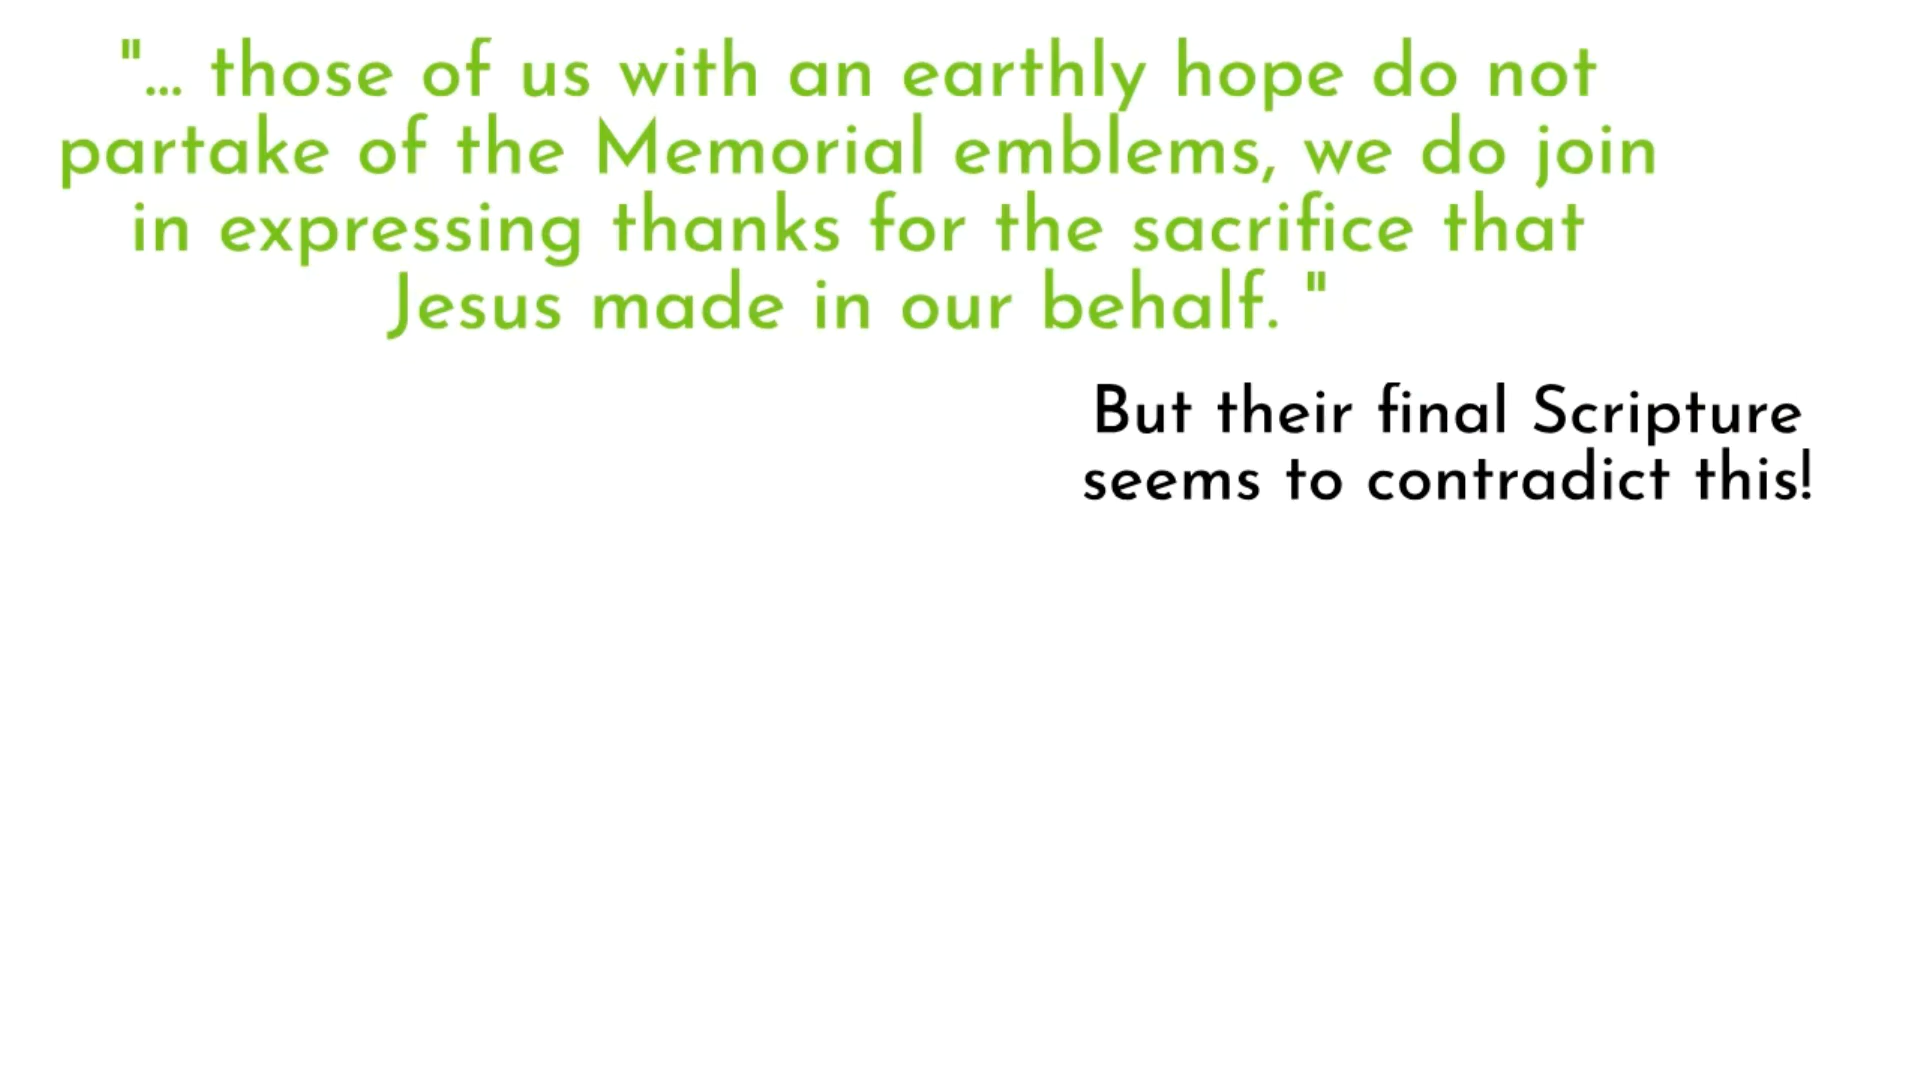 "... those of us with an earthly hope do not
partake of the Memorial emblems, we do join
in expressing thanks for the sacrifice that
Jesus made in our behalf. "
But their final Scripture
seems to contradict this!